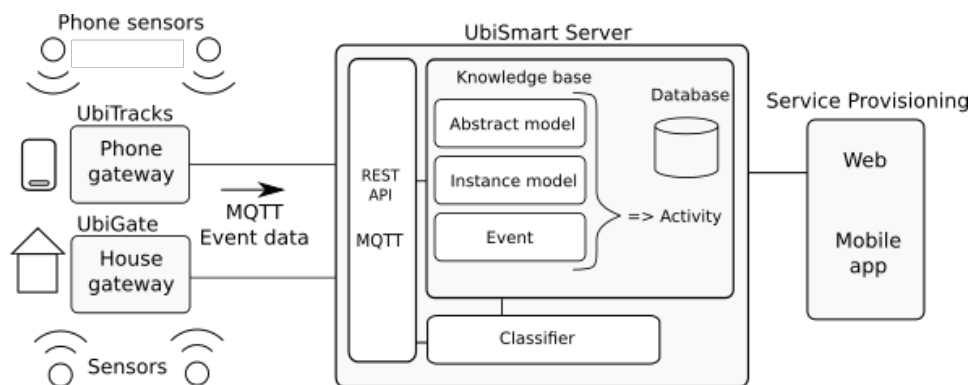 Phone sensors
UbiTracks
Phone
gateway
MQTT
Event data
UbiGate
House
gateway
Sensors
UbiSmart Server
REST
API
MQTT
Knowledge base
Abstract model
Instance model
Event
=> Activity
Database
Classifier
Service Provisioning
Web
Mobile
app